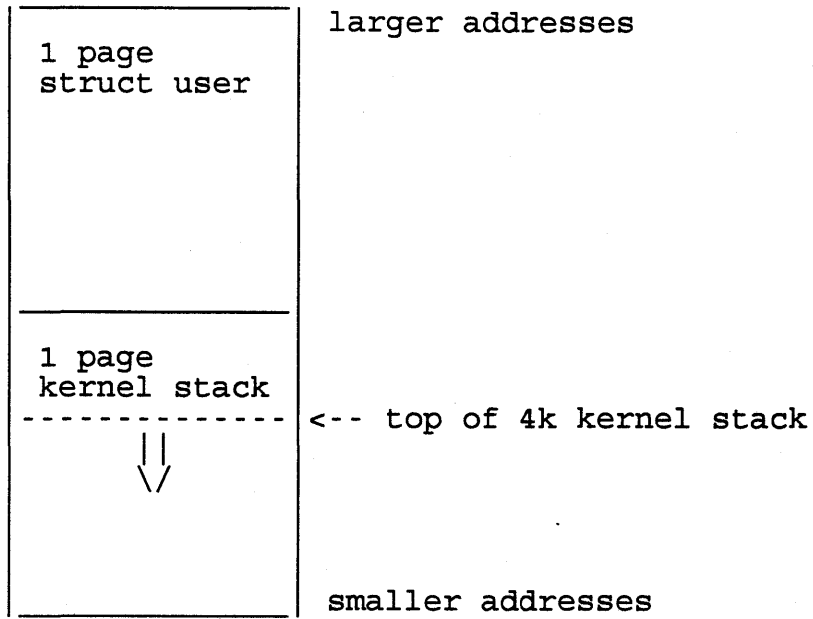 larger addresses
1 page
struct user
1 page
kernel stack
<-- top of 4k kernel stack
smaller addresses